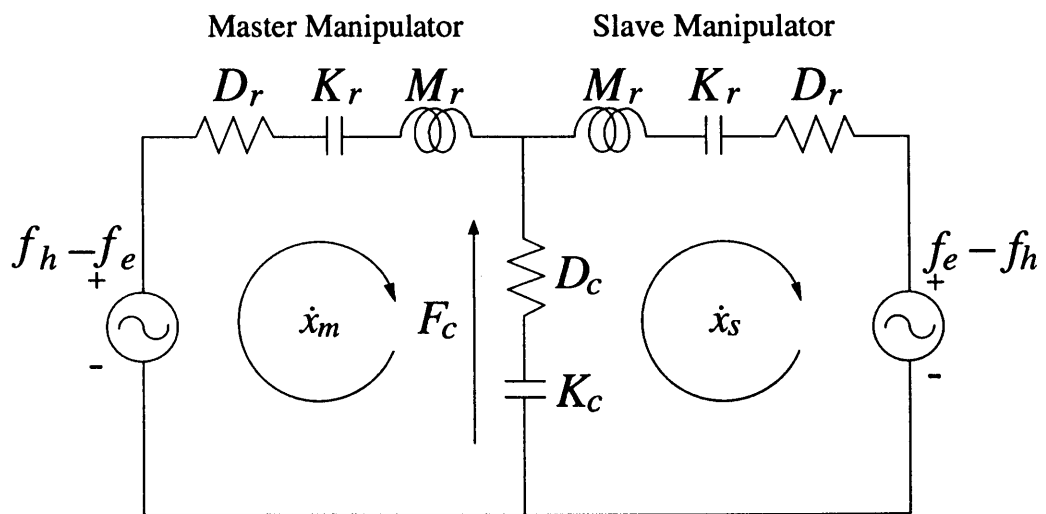 Master Manipulator Slave Manipulator
D_r K_r M_r M_r K_r D_r
f_h - f_e
+
-
ẋ_m
F_c
D_c
K_c
ẋ_s
f_e - f_h
+
-